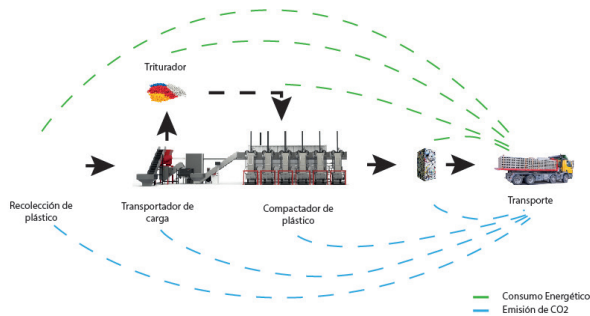 Triturador
Recolección de
plástico
Transportador de
carga
Compactador de
plástico
Transporte
Consumo Energético
Emisión de CO2